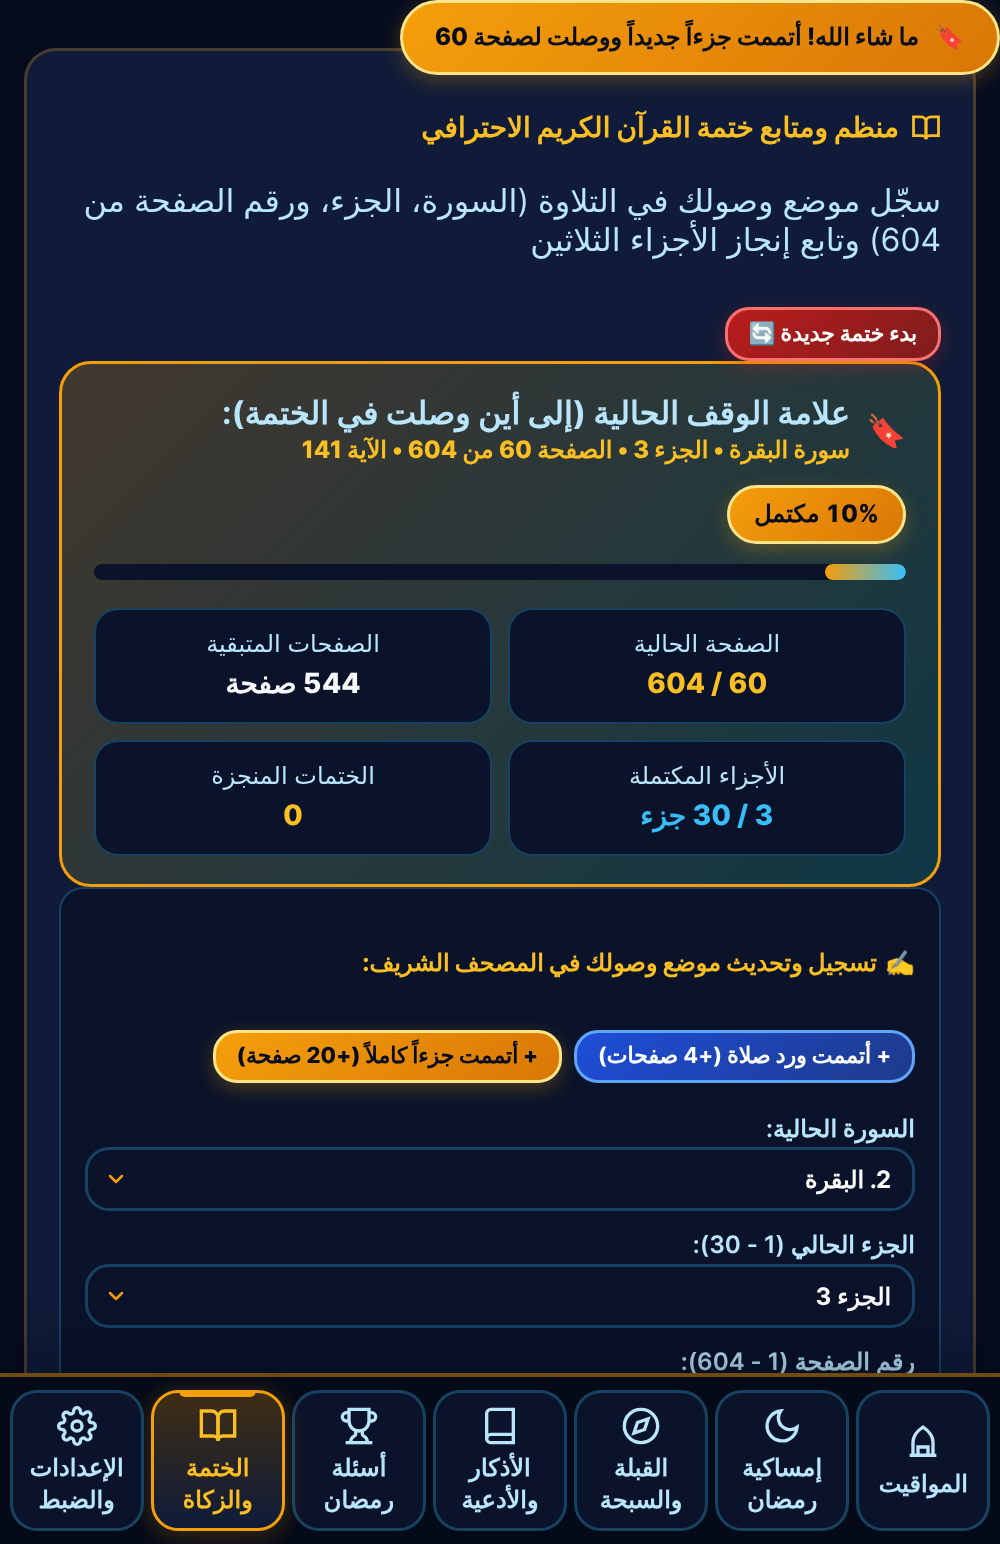 ما شاء الله! أتممت جزءاً جديداً ووصلت لصفحة 60
منظم ومتابع ختمة القرآن الكريم الاحترافي
سجّل موضع وصولك في التلاوة (السورة، الجزء، ورقم الصفحة من
604) وتابع إنجاز الأجزاء الثلاثين
بدء ختمة جديدة
علامة الوقف الحالية (إلى أين وصلت في الختمة):
سورة البقرة • الجزء 3 • الصفحة 60 من 604 • الآية 141
10% مكتمل
الصفحة الحالية
60 / 604
الصفحات المتبقية
544 صفحة
الأجزاء المكتملة
3 / 30 جزء
الختمات المنجزة
0
تسجيل وتحديث موضع وصولك في المصحف الشريف:
+ أتممت ورد صلاة (+4 صفحات)
+ أتممت جزءاً كاملاً (+20 صفحة)
السورة الحالية:
2. البقرة
الجزء الحالي (1 - 30):
الجزء 3
رقم الصفحة (1 - 604):
المواقيت
إمساكية
رمضان
القبلة
والسبحة
الأذكار
والأدعية
أسئلة
رمضان
الختمة
والزكاة
الإعدادات
والضبط